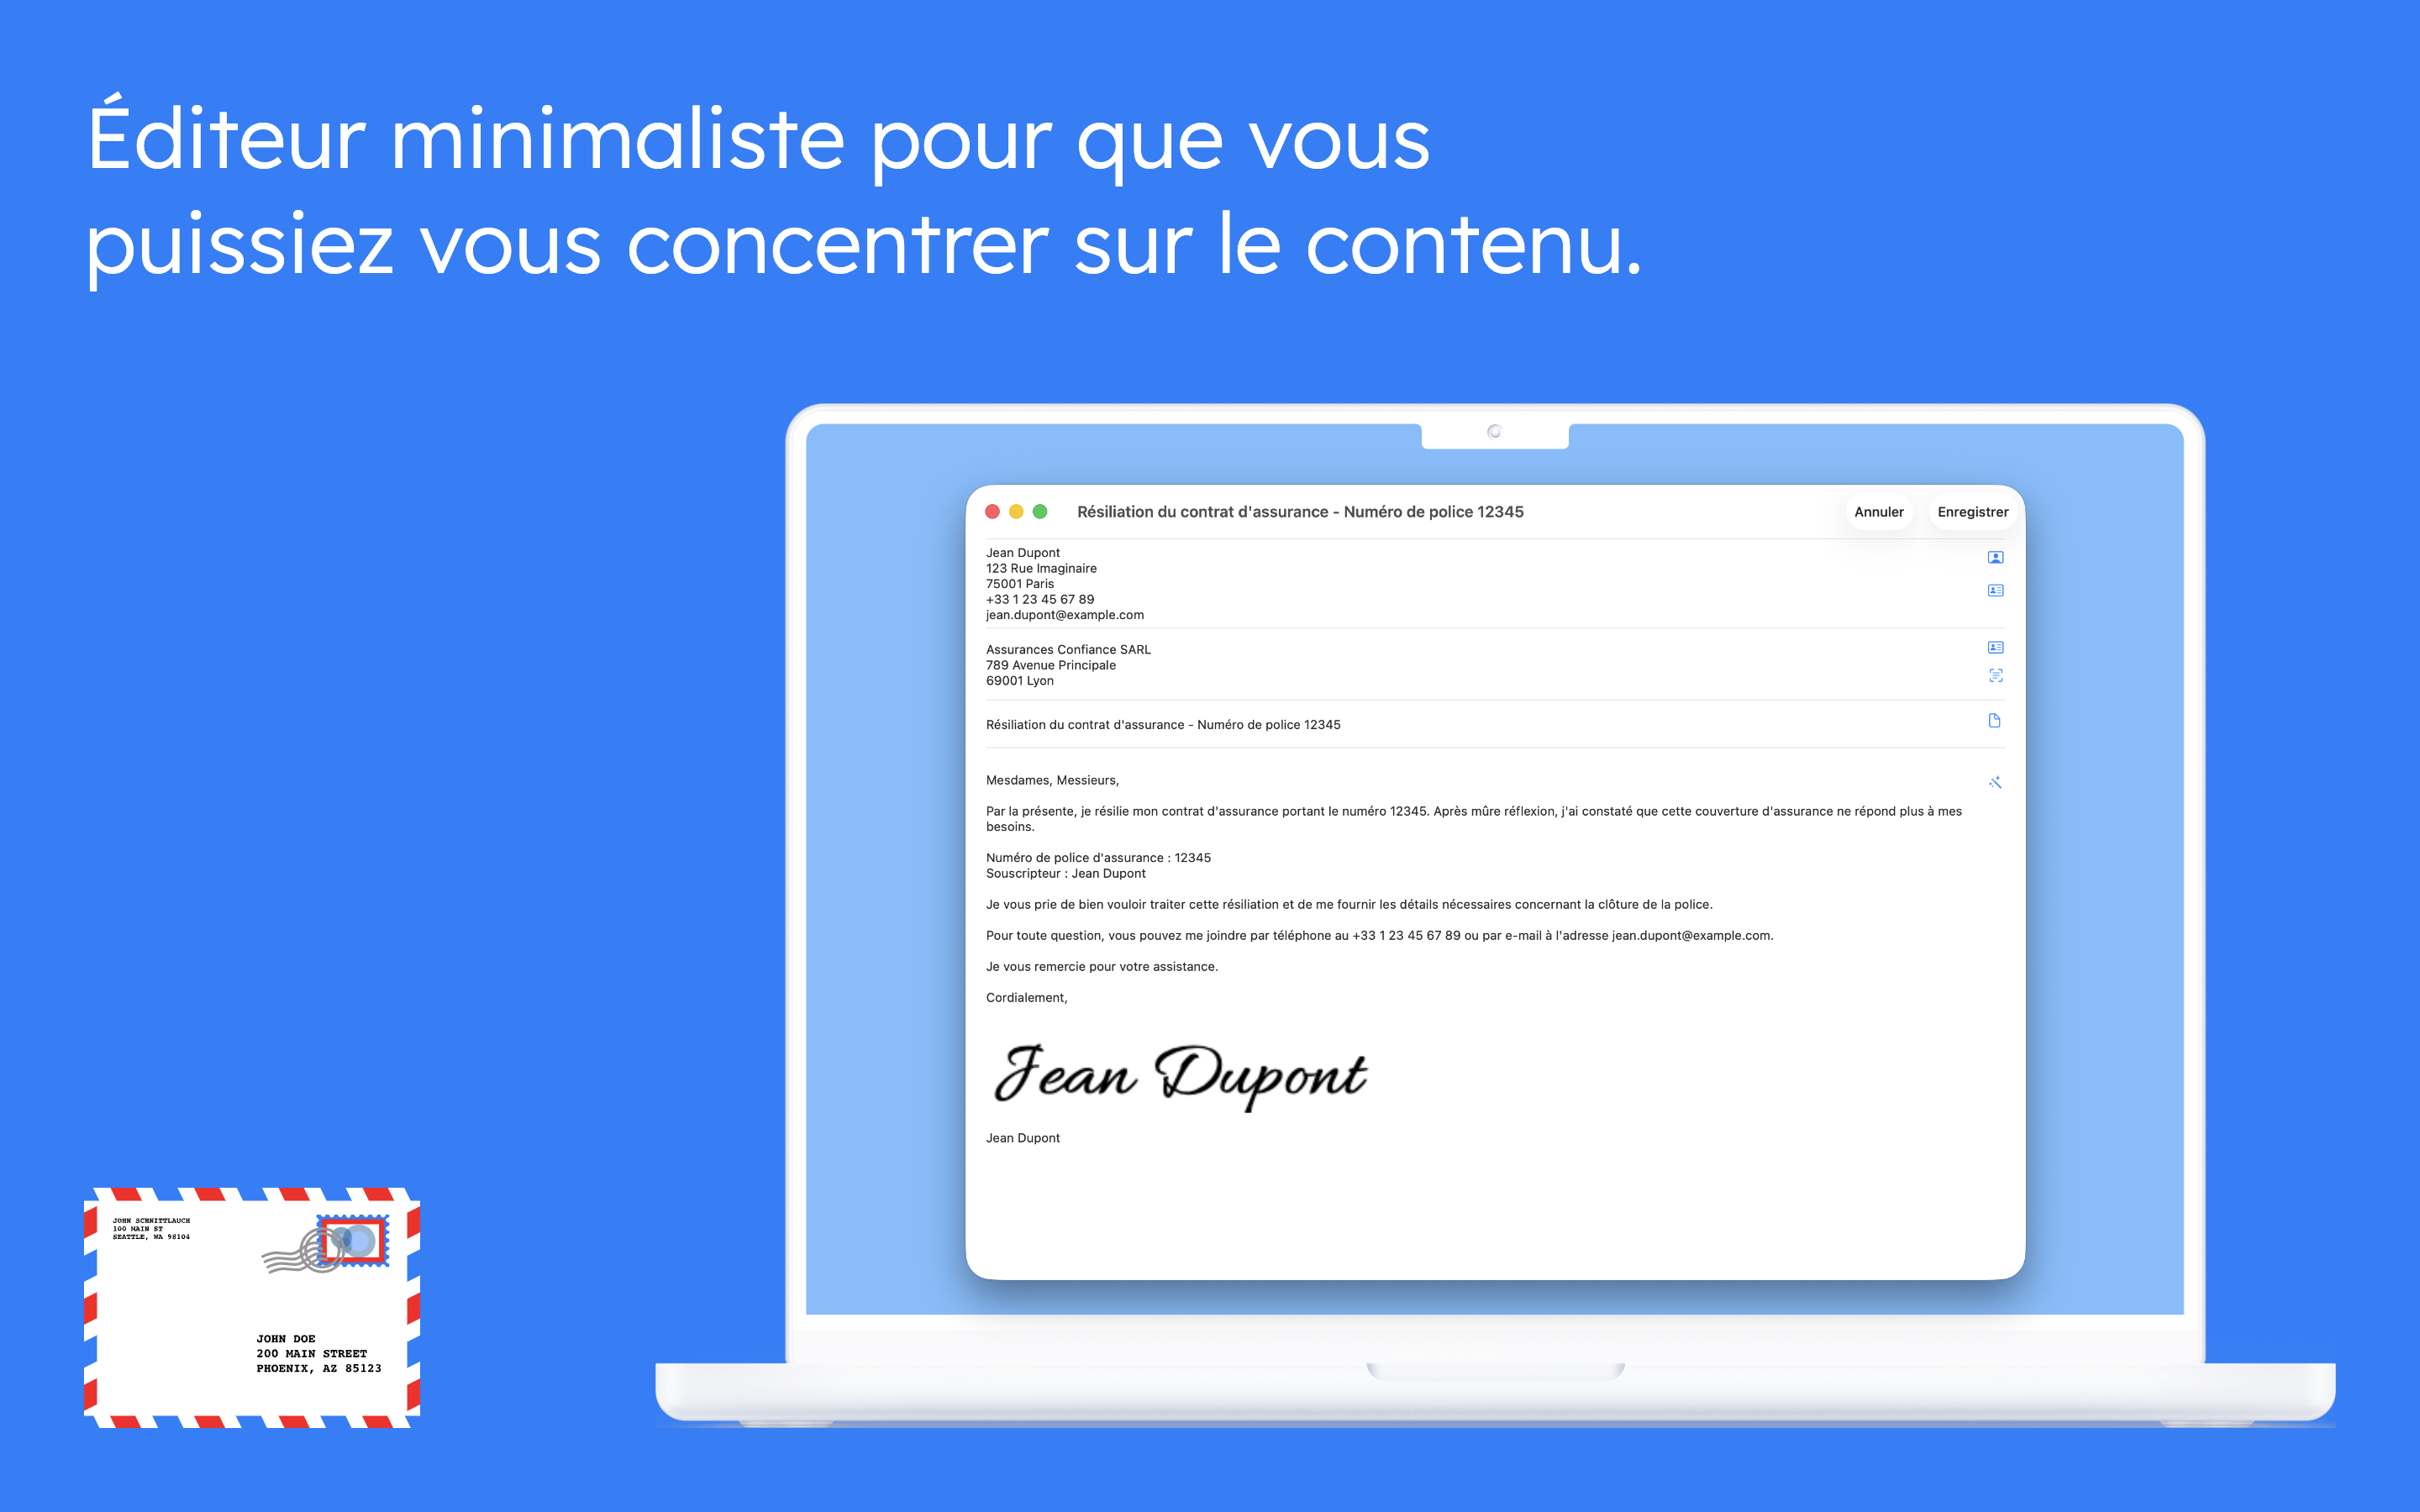 Éditeur minimaliste pour que vous
puissiez vous concentrer sur le contenu.
Résiliation du contrat d'assurance - Numéro de police 12345
Annuler
Enregistrer
Jean Dupont
123 Rue Imaginaire
75001 Paris
+33 1 23 45 67 89
jean.dupont@example.com
Assurances Confiance SARL
789 Avenue Principale
69001 Lyon
Résiliation du contrat d'assurance - Numéro de police 12345
Mesdames, Messieurs,
Par la présente, je résilie mon contrat d'assurance portant le numéro 12345. Après mûre réflexion, j'ai constaté que cette couverture d'assurance ne répond plus à mes
besoins.
Numéro de police d'assurance : 12345
Souscripteur : Jean Dupont
Je vous prie de bien vouloir traiter cette résiliation et de me fournir les détails nécessaires concernant la clôture de la police.
Pour toute question, vous pouvez me joindre par téléphone au +33 1 23 45 67 89 ou par e-mail à l'adresse jean.dupont@example.com.
Je vous remercie pour votre assistance.
Cordialement,
Jean Dupont
Jean Dupont
JOHN SCHNITTLAUCH
100 MAIN ST
SEATTLE, WA 98104
JOHN DOE
200 MAIN STREET
PHOENIX, AZ 85123